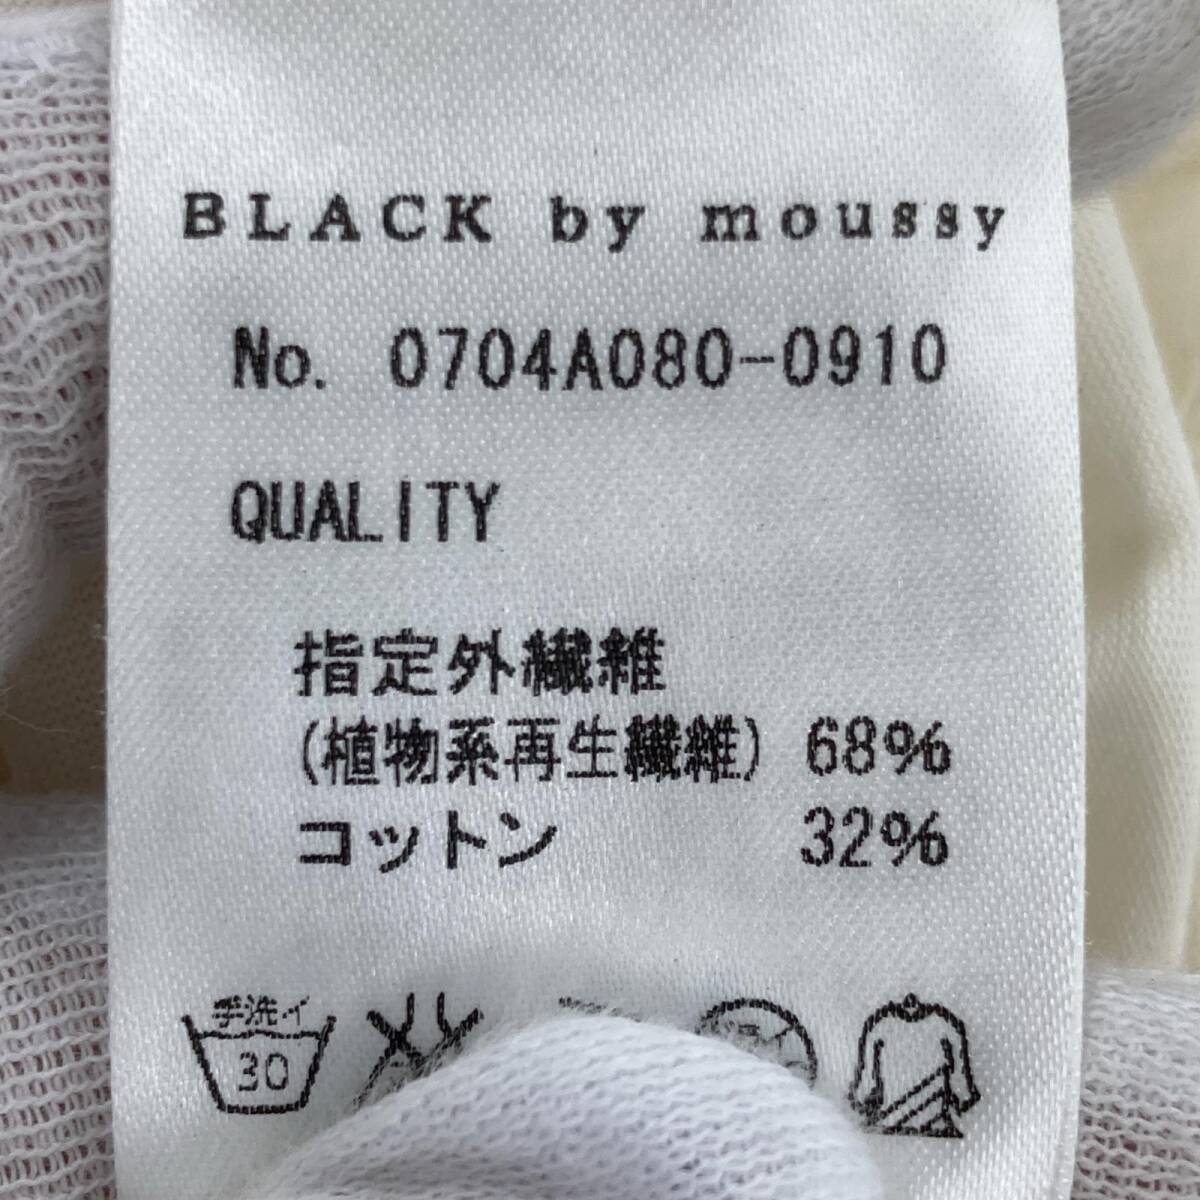 BLACK by moussy
No. 0704A080-0910
QUALITY
指定外繊維
(植物系再生繊維) 68%
コットン 32%
手洗イ
30